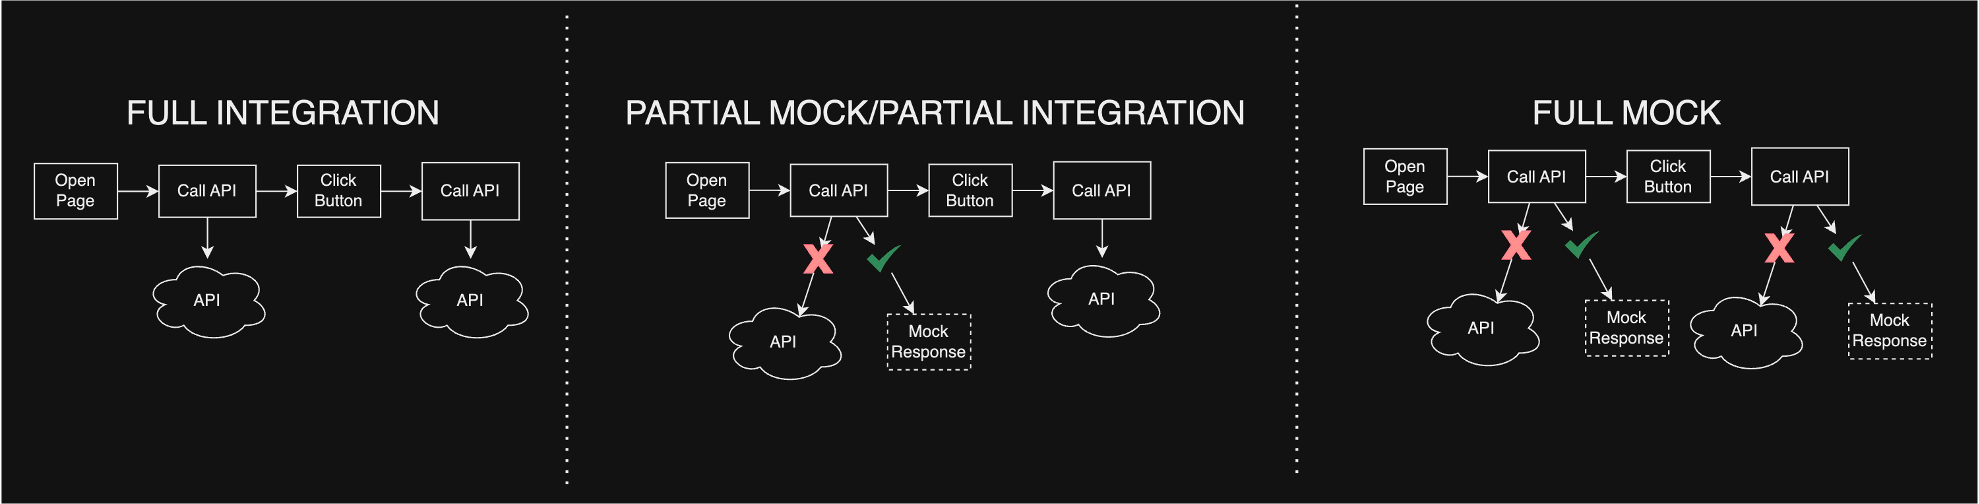 FULL INTEGRATION
Open
Page
Call API
Click
Button
Call API
API
API
PARTIAL MOCK/PARTIAL INTEGRATION
Open
Page
Call API
Click
Button
Call API
API
Mock
Response
API
FULL MOCK
Open
Page
Call API
Click
Button
Call API
API
Mock
Response
API
Mock
Response